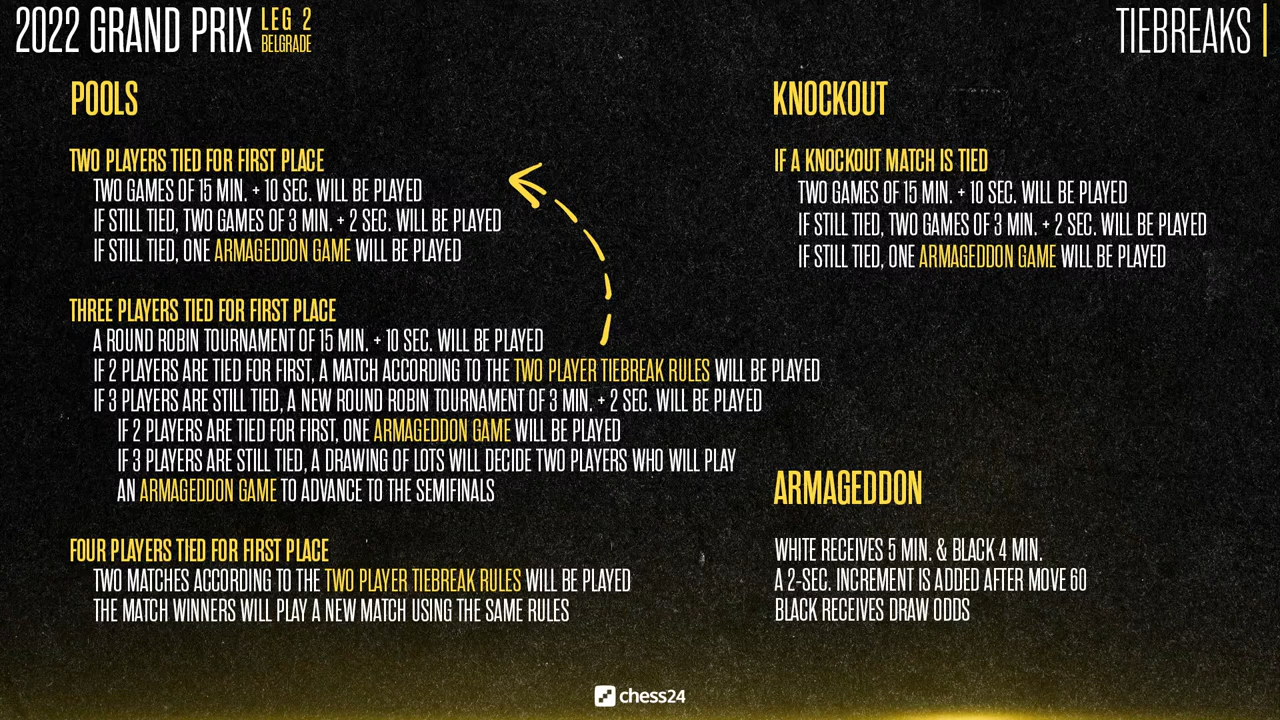 2022 GRAND PRIX
LEG 2
BELGRADE
TIEBREAKS
POOLS
TWO PLAYERS TIED FOR FIRST PLACE
TWO GAMES OF 15 MIN. + 10 SEC. WILL BE PLAYED
IF STILL TIED, TWO GAMES OF 3 MIN. + 2 SEC. WILL BE PLAYED
IF STILL TIED, ONE ARMAGEDDON GAME WILL BE PLAYED
THREE PLAYERS TIED FOR FIRST PLACE
A ROUND ROBIN TOURNAMENT OF 15 MIN. + 10 SEC. WILL BE PLAYED
IF 2 PLAYERS ARE TIED FOR FIRST, A MATCH ACCORDING TO THE TWO PLAYER TIEBREAK RULES WILL BE PLAYED
IF 3 PLAYERS ARE STILL TIED, A NEW ROUND ROBIN TOURNAMENT OF 3 MIN. + 2 SEC. WILL BE PLAYED
IF 2 PLAYERS ARE TIED FOR FIRST, ONE ARMAGEDDON GAME WILL BE PLAYED
IF 3 PLAYERS ARE STILL TIED, A DRAWING OF LOTS WILL DECIDE TWO PLAYERS WHO WILL PLAY
AN ARMAGEDDON GAME TO ADVANCE TO THE SEMIFINALS
FOUR PLAYERS TIED FOR FIRST PLACE
TWO MATCHES ACCORDING TO THE TWO PLAYER TIEBREAK RULES WILL BE PLAYED
THE MATCH WINNERS WILL PLAY A NEW MATCH USING THE SAME RULES
KNOCKOUT
IF A KNOCKOUT MATCH IS TIED
TWO GAMES OF 15 MIN. + 10 SEC. WILL BE PLAYED
IF STILL TIED, TWO GAMES OF 3 MIN. + 2 SEC. WILL BE PLAYED
IF STILL TIED, ONE ARMAGEDDON GAME WILL BE PLAYED
ARMAGEDDON
WHITE RECEIVES 5 MIN. & BLACK 4 MIN.
A 2-SEC. INCREMENT IS ADDED AFTER MOVE 60
BLACK RECEIVES DRAW ODDS
chess24